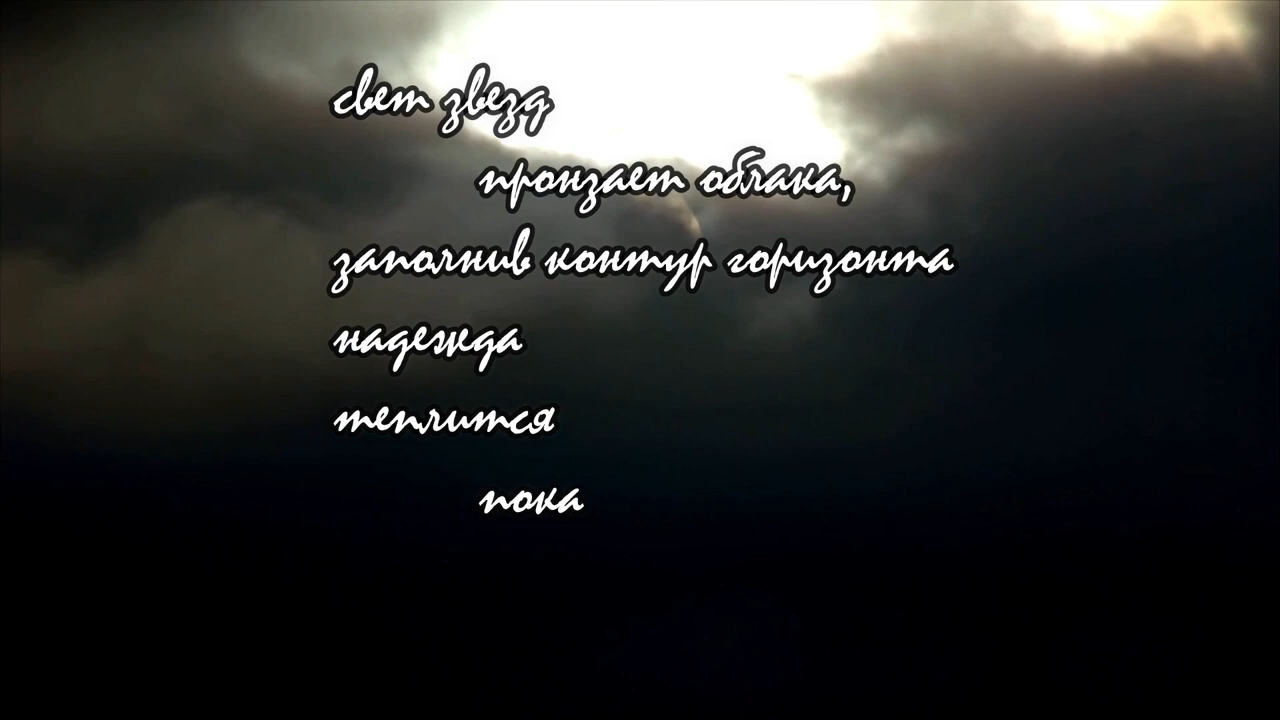 свет звезд
пронзает облака,
заполнив контур горизонта
надежда
теплится
пока